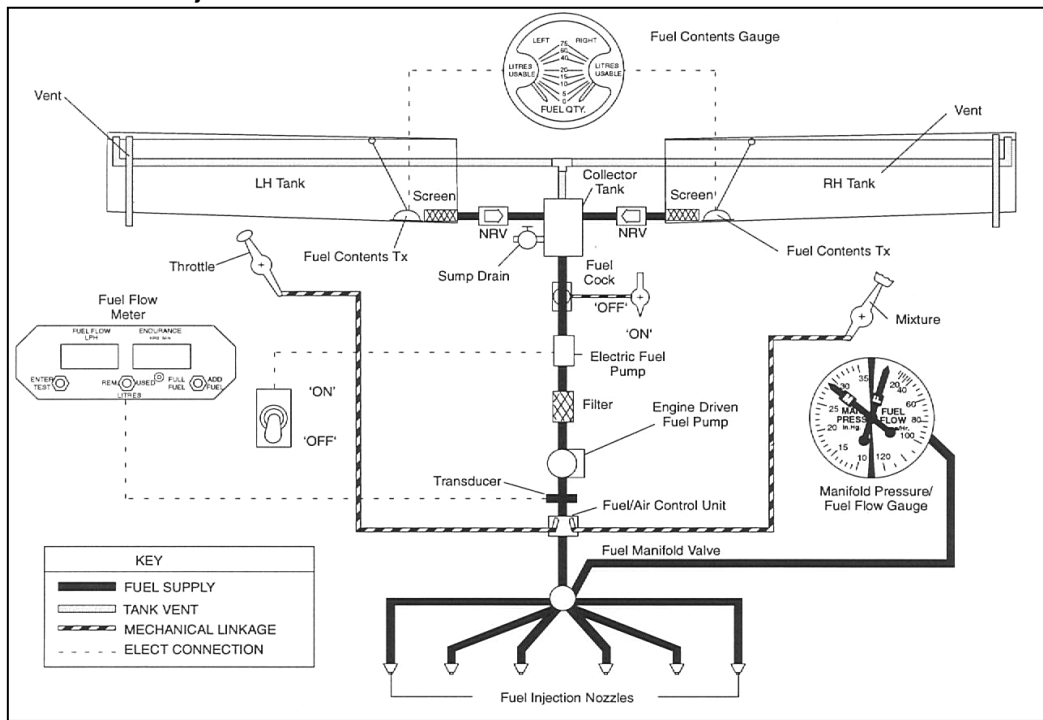 LEFT
RIGHT
75
60
40
20
15
10
5
0
LITRES
USABLE
LITRES
USABLE
FUEL QTY.
Fuel Contents Gauge
Vent
Vent
LH Tank
Screen
Collector
Tank
Screen
RH Tank
NRV
NRV
Fuel Contents Tx
Sump Drain
Fuel Contents Tx
Throttle
Fuel
Cock
'OFF'
'ON'
Mixture
Fuel Flow
Meter
FUEL FLOW
LPH
ENDURANCE
HRS MIN
ENTER
TEST
REM.
USED
LITRES
FULL
FUEL
ADD
FUEL
'ON'
'OFF'
Electric Fuel
Pump
Filter
Engine Driven
Fuel Pump
35
30
25
20
15
10
PRESS
In.Hg.
FUEL
FLOW
20
40
60
80
100
120
Manifold Pressure/
Fuel Flow Gauge
Transducer
Fuel/Air Control Unit
Fuel Manifold Valve
KEY
FUEL SUPPLY
TANK VENT
MECHANICAL LINKAGE
ELECT CONNECTION
Fuel Injection Nozzles